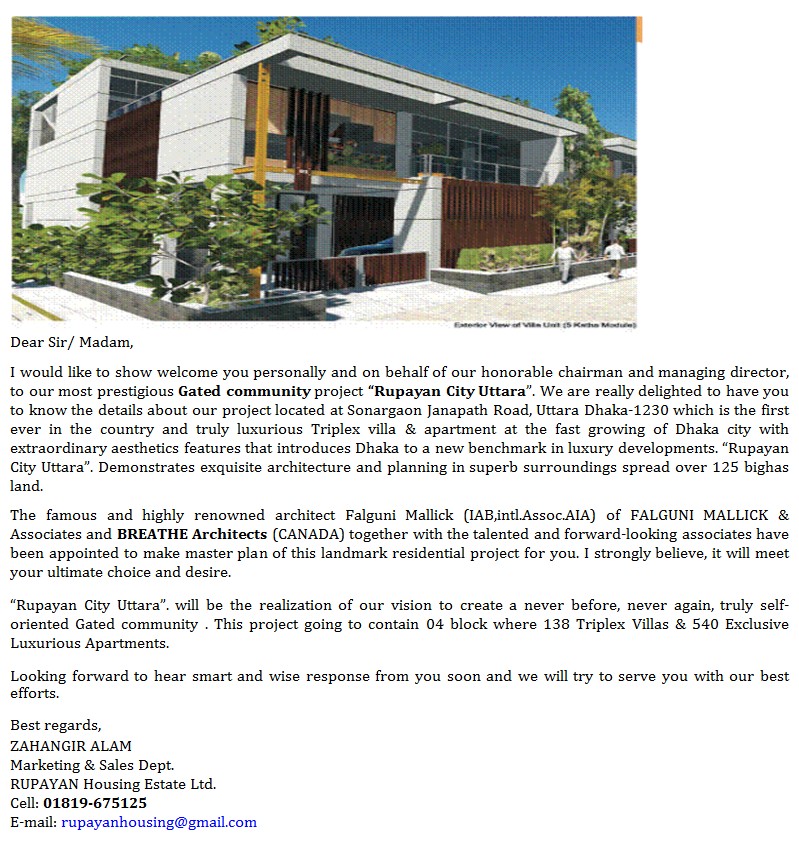 Exterior View of Villa Unit (5 Katha Module)
Dear Sir/ Madam,
I would like to show welcome you personally and on behalf of our honorable chairman and managing director,
to our most prestigious Gated community project “Rupayan City Uttara”. We are really delighted to have you
to know the details about our project located at Sonargaon Janapath Road, Uttara Dhaka-1230 which is the first
ever in the country and truly luxurious Triplex villa & apartment at the fast growing of Dhaka city with
extraordinary aesthetics features that introduces Dhaka to a new benchmark in luxury developments. “Rupayan
City Uttara”. Demonstrates exquisite architecture and planning in superb surroundings spread over 125 bighas
land.
The famous and highly renowned architect Falguni Mallick (IAB,intl.Assoc.AIA) of FALGUNI MALLICK &
Associates and BREATHE Architects (CANADA) together with the talented and forward-looking associates have
been appointed to make master plan of this landmark residential project for you. I strongly believe, it will meet
your ultimate choice and desire.
“Rupayan City Uttara”. will be the realization of our vision to create a never before, never again, truly self-
oriented Gated community . This project going to contain 04 block where 138 Triplex Villas & 540 Exclusive
Luxurious Apartments.
Looking forward to hear smart and wise response from you soon and we will try to serve you with our best
efforts.
Best regards,
ZAHANGIR ALAM
Marketing & Sales Dept.
RUPAYAN Housing Estate Ltd.
Cell: 01819-675125
E-mail: rupayanhousing@gmail.com